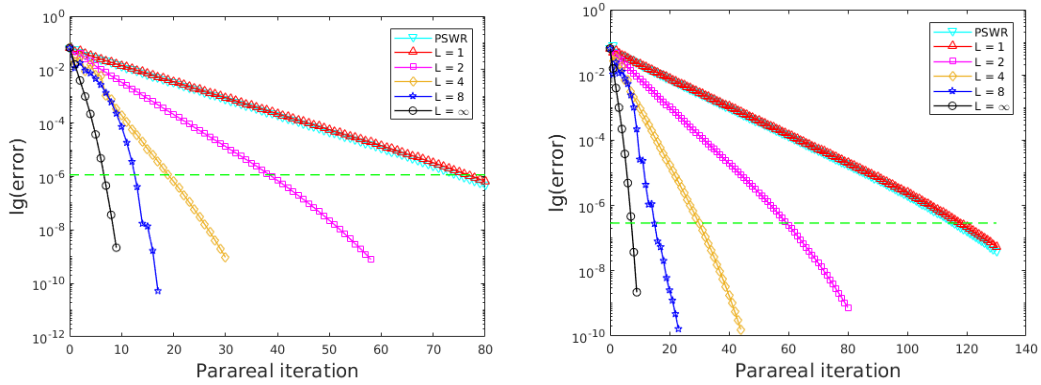 10^0
10^-2
10^-4
10^-6
10^-8
10^-10
10^-12
lg(error)
0 10 20 30 40 50 60 70 80
Parareal iteration
PSWR
L = 1
L = 2
L = 4
L = 8
L = ∞
10^0
10^-2
10^-4
10^-6
10^-8
10^-10
lg(error)
0 20 40 60 80 100 120 140
Parareal iteration
PSWR
L = 1
L = 2
L = 4
L = 8
L = ∞